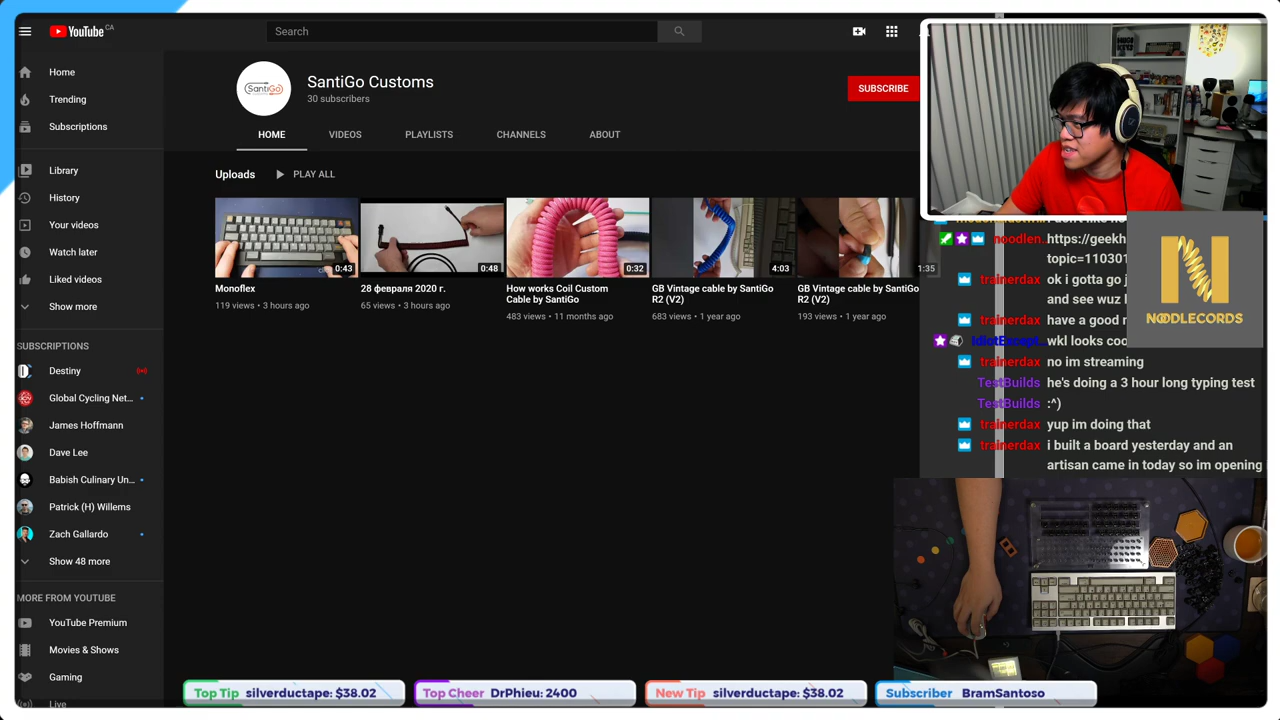 YouTube CA
Search
Home
Trending
Subscriptions
Library
History
Your videos
Watch later
Liked videos
Show more
SUBSCRIPTIONS
Destiny
Global Cycling Net...
James Hoffmann
Dave Lee
Babish Culinary Un...
Patrick (H) Willems
Zach Gallardo
Show 48 more
MORE FROM YOUTUBE
YouTube Premium
Movies & Shows
Gaming
Live
SantiGo
SantiGo Customs
30 subscribers
SUBSCRIBE
HOME
VIDEOS
PLAYLISTS
CHANNELS
ABOUT
Uploads
PLAY ALL
0:43
Monoflex
119 views • 3 hours ago
0:48
28 февраля 2020 г.
65 views • 3 hours ago
0:32
How works Coil Custom
Cable by SantiGo
483 views • 11 months ago
4:03
GB Vintage cable by SantiGo
R2 (V2)
683 views • 1 year ago
1:35
GB Vintage cable by SantiGo
R2 (V2)
193 views • 1 year ago
noodlen.. https://geekh
topic=110301
trainerdax ok i gotta go j
and see wuz
trainerdax have a good
IdiotExcept... wkl looks coo
trainerdax no im streaming
TestBuilds he's doing a 3 hour long typing test
TestBuilds :^)
trainerdax yup im doing that
trainerdax i built a board yesterday and an
artisan came in today so im opening
N
NOODLECORDS
Top Tip silverductape: $38.02
Top Cheer DrPhieu: 2400
New Tip silverductape: $38.02
Subscriber BramSantoso